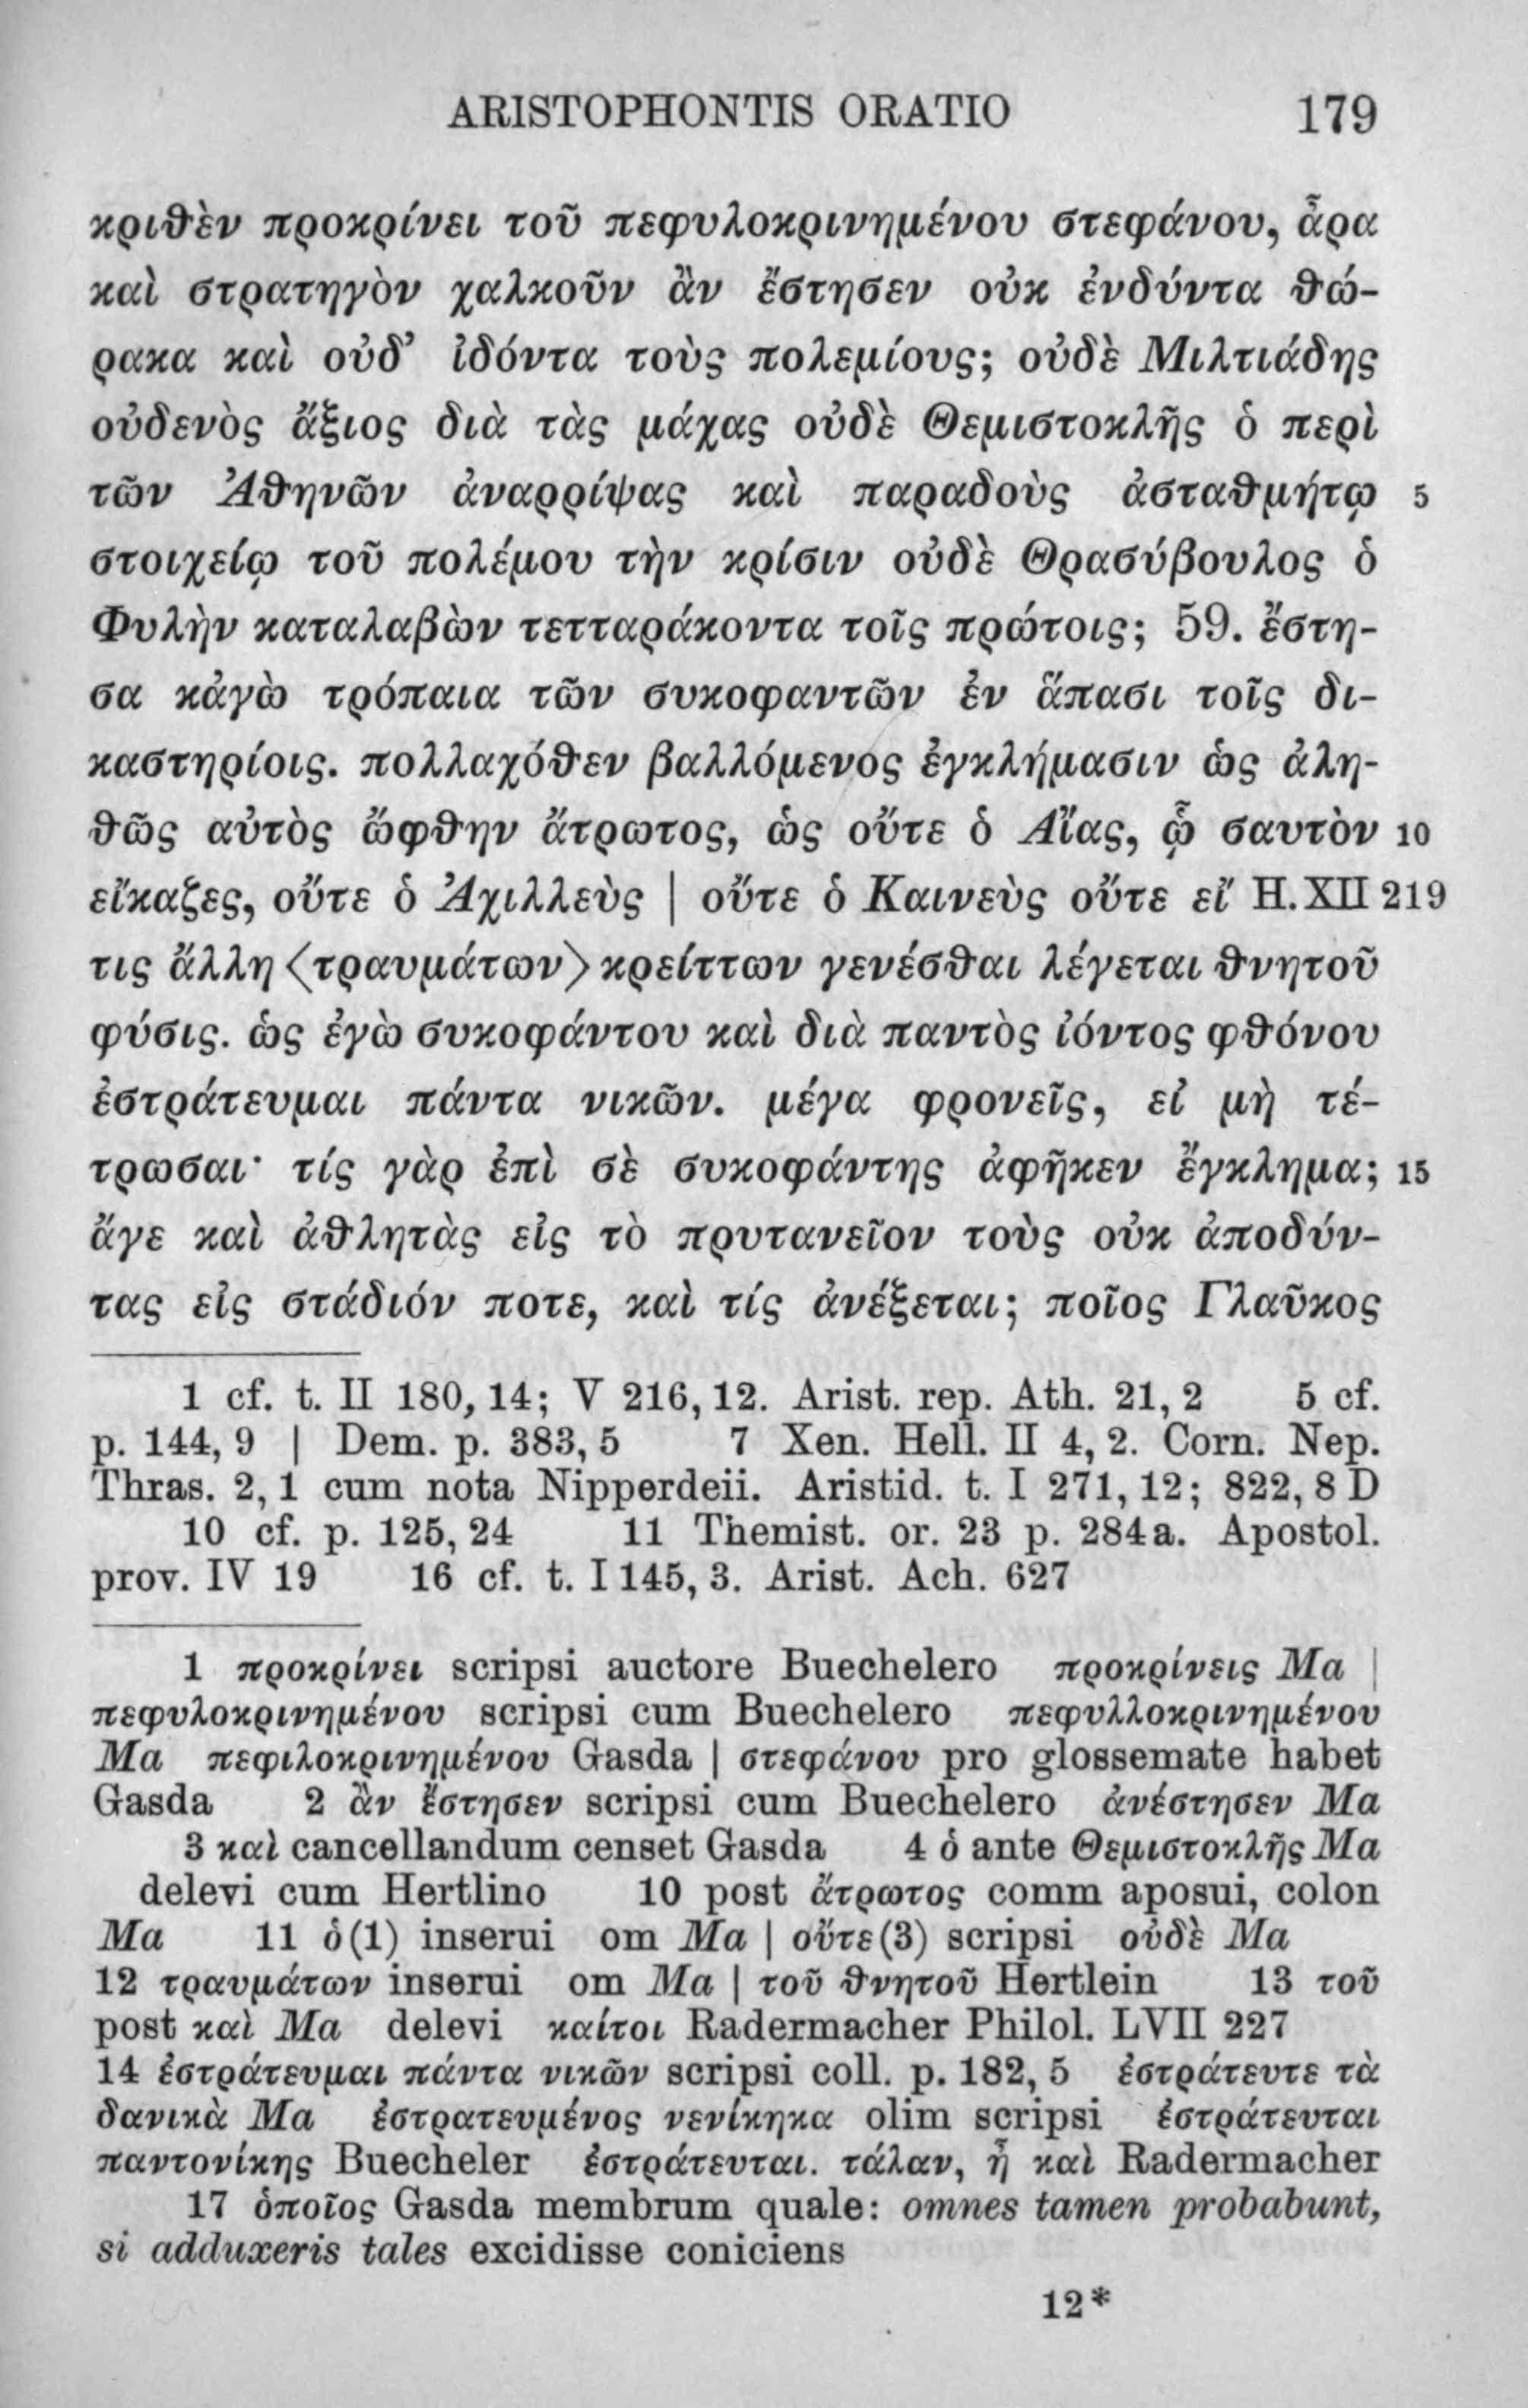 ARISTOPHONTIS ORATIO 179
κριθὲν προκρίνει τοῦ πεφυλοκρινημένου στεφάνου, ἆρα
καὶ στρατηγὸν χαλκοῦν ἂν ἔστησεν οὐκ ἐνδύντα θώ-
ρακα καὶ οὐδ’ ἰδόντα τοὺς πολεμίους; οὐδὲ Μιλτιάδης
οὐδενὸς ἄξιος διὰ τὰς μάχας οὐδὲ Θεμιστοκλῆς ὁ περὶ
τῶν Ἀθηνῶν ἀναρρίψας καὶ παραδοὺς ἀσταθμήτῳ 5
στοιχείῳ τοῦ πολέμου τὴν κρίσιν οὐδὲ Θρασύβουλος ὁ
Φυλὴν καταλαβὼν τετταράκοντα τοῖς πρώτοις; 59. ἔστη-
σα κἀγὼ τρόπαια τῶν συκοφαντῶν ἐν ἅπασι τοῖς δι-
καστηρίοις. πολλαχόθεν βαλλόμενος ἐγκλήμασιν ὡς ἀλη-
θῶς αὐτὸς ὤφθην ἄτρωτος, ὡς οὔτε ὁ Αἴας, ᾧ σαυτὸν 10
εἴκαζες, οὔτε ὁ Ἀχιλλεὺς | οὔτε ὁ Καινεὺς οὔτε εἴ H. XII 219
τις ἄλλη ⟨τραυμάτων⟩ κρείττων γενέσθαι λέγεται θνητοῦ
φύσις. ὡς ἐγὼ συκοφάντου καὶ διὰ παντὸς ἰόντος φθόνου
ἐστράτευμαι πάντα νικῶν. μέγα φρονεῖς, εἰ μὴ τέ-
τρωσαι· τίς γὰρ ἐπὶ σὲ συκοφάντης ἀφῆκεν ἔγκλημα; 15
ἄγε καὶ ἀθλητὰς εἰς τὸ πρυτανεῖον τοὺς οὐκ ἀποδύν-
τας εἰς στάδιόν ποτε, καὶ τίς ἀνέξεται; ποῖος Γλαῦκος
1 cf. t. II 180, 14; V 216, 12. Arist. rep. Ath. 21, 2 5 cf.
p. 144, 9 | Dem. p. 383, 5 7 Xen. Hell. II 4, 2. Corn. Nep.
Thras. 2, 1 cum nota Nipperdeii. Aristid. t. I 271, 12; 822, 8 D
10 cf. p. 125, 24 11 Themist. or. 23 p. 284a. Apostol.
prov. IV 19 16 cf. t. I 145, 3. Arist. Ach. 627
1 προκρίνει scripsi auctore Buechelero προκρίνεις Ma |
πεφυλοκρινημένου scripsi cum Buechelero πεφυλλοκρινημένου
Ma πεφιλοκρινημένου Gasda | στεφάνου pro glossemate habet
Gasda 2 ἂν ἔστησεν scripsi cum Buechelero ἀνέστησεν Ma
3 καὶ cancellandum censet Gasda 4 ὁ ante Θεμιστοκλῆς Ma
delevi cum Hertlino 10 post ἄτρωτος comm aposui, colon
Ma 11 ὁ(1) inserui om Ma | οὔτε(3) scripsi οὐδὲ Ma
12 τραυμάτων inserui om Ma | τοῦ θνητοῦ Hertlein 13 τοῦ
post καὶ Ma delevi καίτοι Radermacher Philol. LVII 227
14 ἐστράτευμαι πάντα νικῶν scripsi coll. p. 182, 5 ἐστράτευτε τὰ
δανικὰ Ma ἐστρατευμένος νενίκηκα olim scripsi ἐστράτευται
παντονίκης Buecheler ἐστράτευται. τάλαν, ἦ καὶ Radermacher
17 ὁποῖος Gasda membrum quale: omnes tamen probabunt,
si adduxeris tales excidisse coniciens
12*